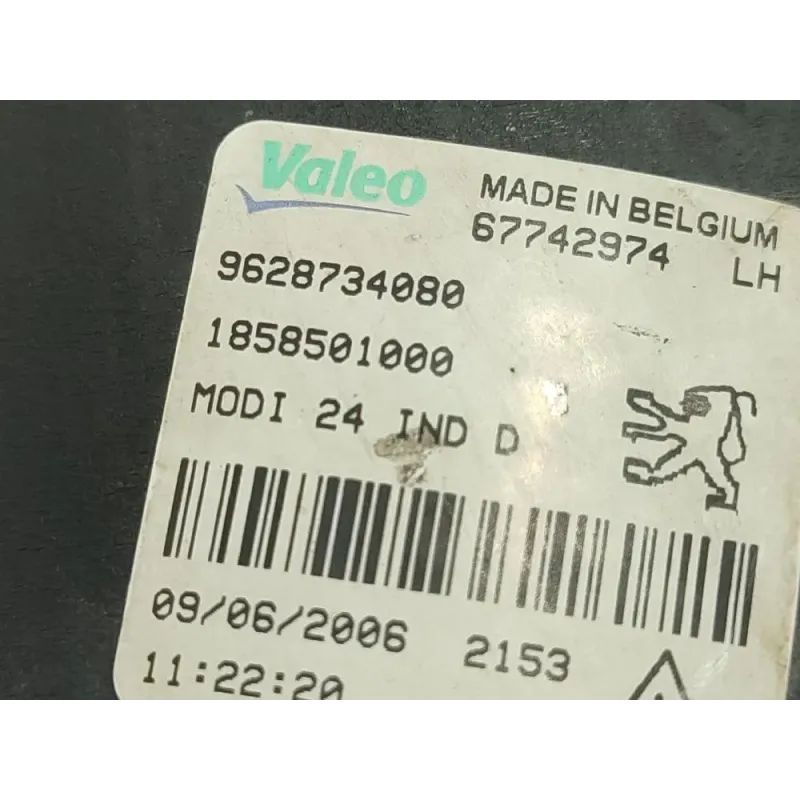 Valeo
MADE IN BELGIUM
67742974 LH
9628734080
1858501000
MODI 24 IND D
09/06/2006 2153
11:22:20